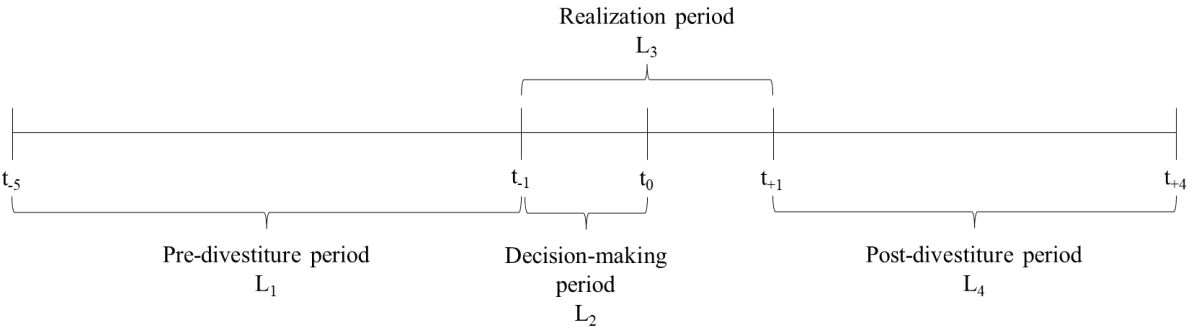 Realization period
L₃
t₋₅
t₋₁
t₀
t₊₁
t₊₄
Pre-divestiture period
L₁
Decision-making
period
L₂
Post-divestiture period
L₄